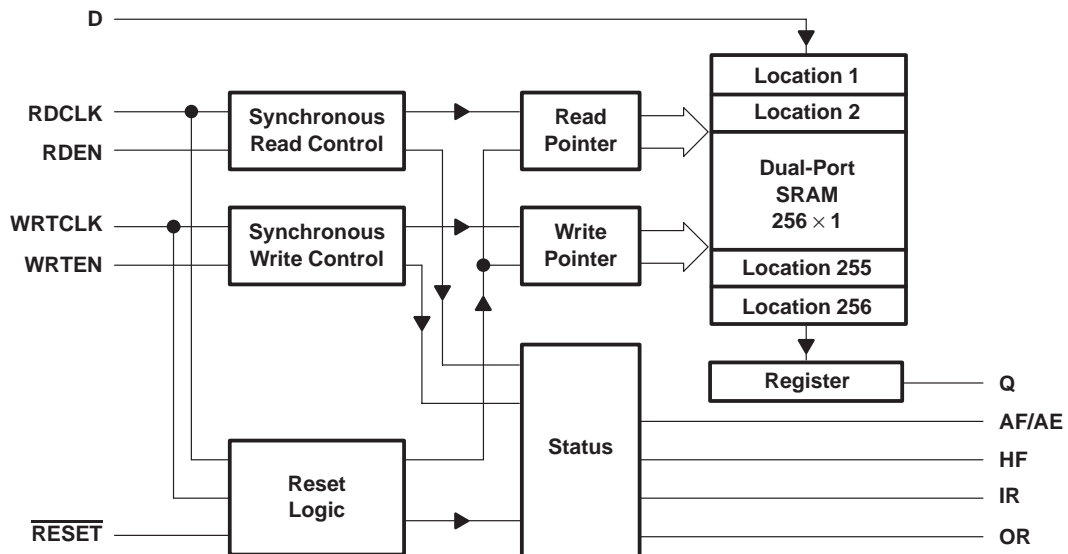 D
RDCLK
RDEN
WRTCLK
WRTEN
RESET
Synchronous
Read Control
Synchronous
Write Control
Reset
Logic
Read
Pointer
Write
Pointer
Status
Location 1
Location 2
Dual-Port
SRAM
256 × 1
Location 255
Location 256
Register
Q
AF/AE
HF
IR
OR